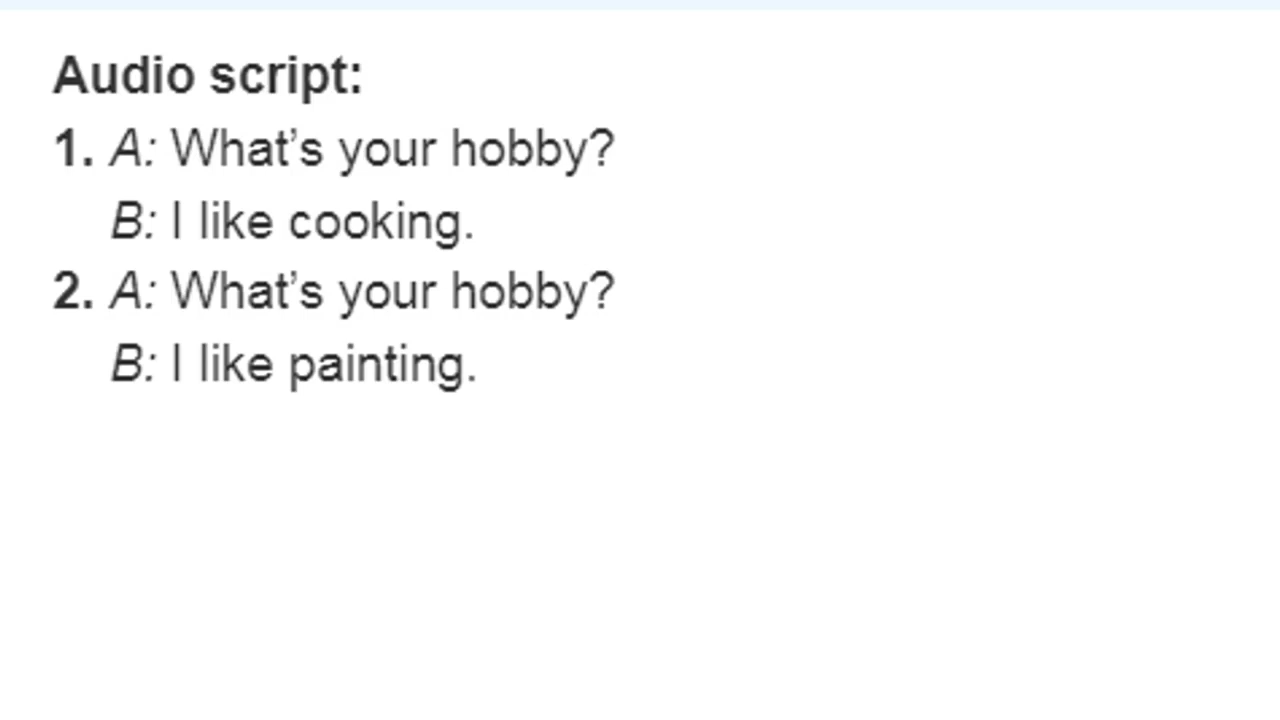 Audio script:
1. A: What’s your hobby?
B: I like cooking.
2. A: What’s your hobby?
B: I like painting.